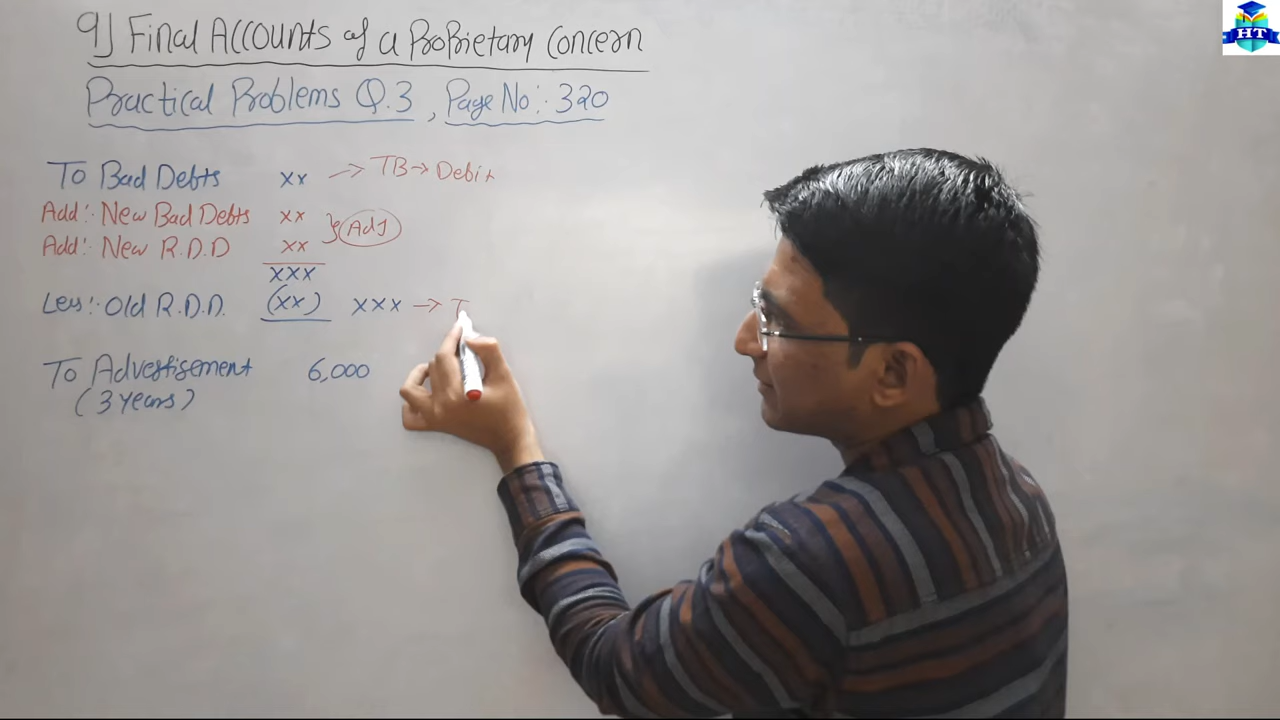 9] Final Accounts of a Proprietary Concern
Practical Problems Q.3, Page No:- 320
To Bad Debts xx → TB → Debit
Add:- New Bad Debts xx
Add:- New R.D.D xx } Adj
xxx
Less:- Old R.D.D. (xx) xxx → T
To Advertisement 6,000
(3 years)
HT